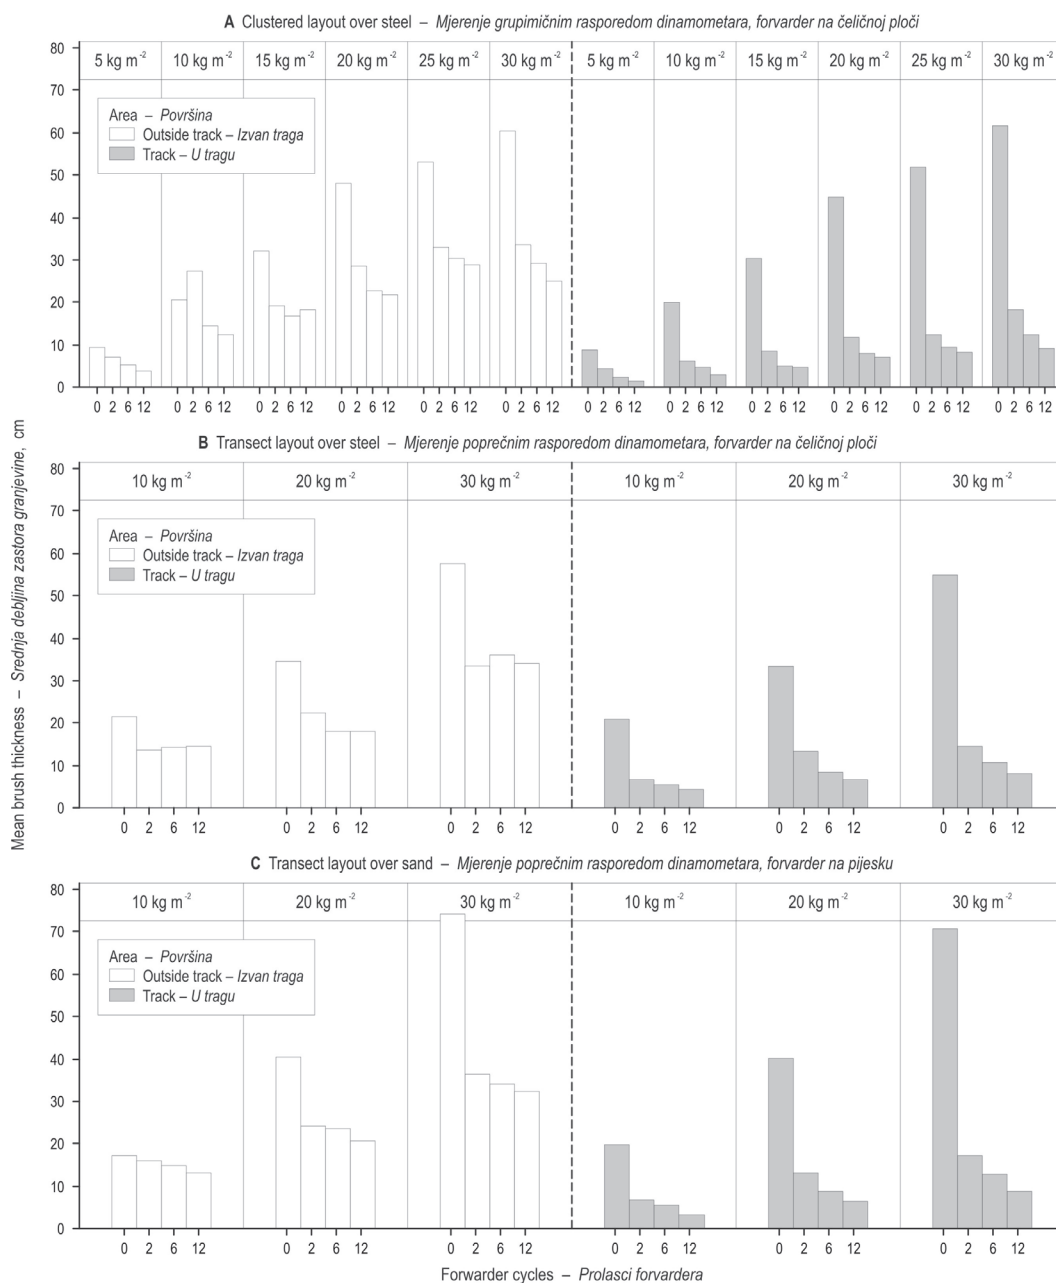 A Clustered layout over steel – Mjerenje grupimičnim rasporedom dinamometara, forvarder na čeličnoj ploči
80
5 kg m-2 10 kg m-2 15 kg m-2 20 kg m-2 25 kg m-2 30 kg m-2 5 kg m-2 10 kg m-2 15 kg m-2 20 kg m-2 25 kg m-2 30 kg m-2
70
Area – Površina
Outside track – Izvan traga
Track – U tragu
60
50
40
30
20
10
0
0 2 6 12 0 2 6 12 0 2 6 12 0 2 6 12 0 2 6 12 0 2 6 12 0 2 6 12 0 2 6 12 0 2 6 12 0 2 6 12 0 2 6 12 0 2 6 12
Mean brush thickness – Srednja debljina zastora granjevine, cm
B Transect layout over steel – Mjerenje poprečnim rasporedom dinamometara, forvarder na čeličnoj ploči
80
10 kg m-2 20 kg m-2 30 kg m-2 10 kg m-2 20 kg m-2 30 kg m-2
70
Area – Površina
Outside track – Izvan traga
Track – U tragu
60
50
40
30
20
10
0
0 2 6 12 0 2 6 12 0 2 6 12 0 2 6 12 0 2 6 12 0 2 6 12
C Transect layout over sand – Mjerenje poprečnim rasporedom dinamometara, forvarder na pijesku
80
10 kg m-2 20 kg m-2 30 kg m-2 10 kg m-2 20 kg m-2 30 kg m-2
70
Area – Površina
Outside track – Izvan traga
Track – U tragu
60
50
40
30
20
10
0
0 2 6 12 0 2 6 12 0 2 6 12 0 2 6 12 0 2 6 12 0 2 6 12
Forwarder cycles – Prolasci forvardera